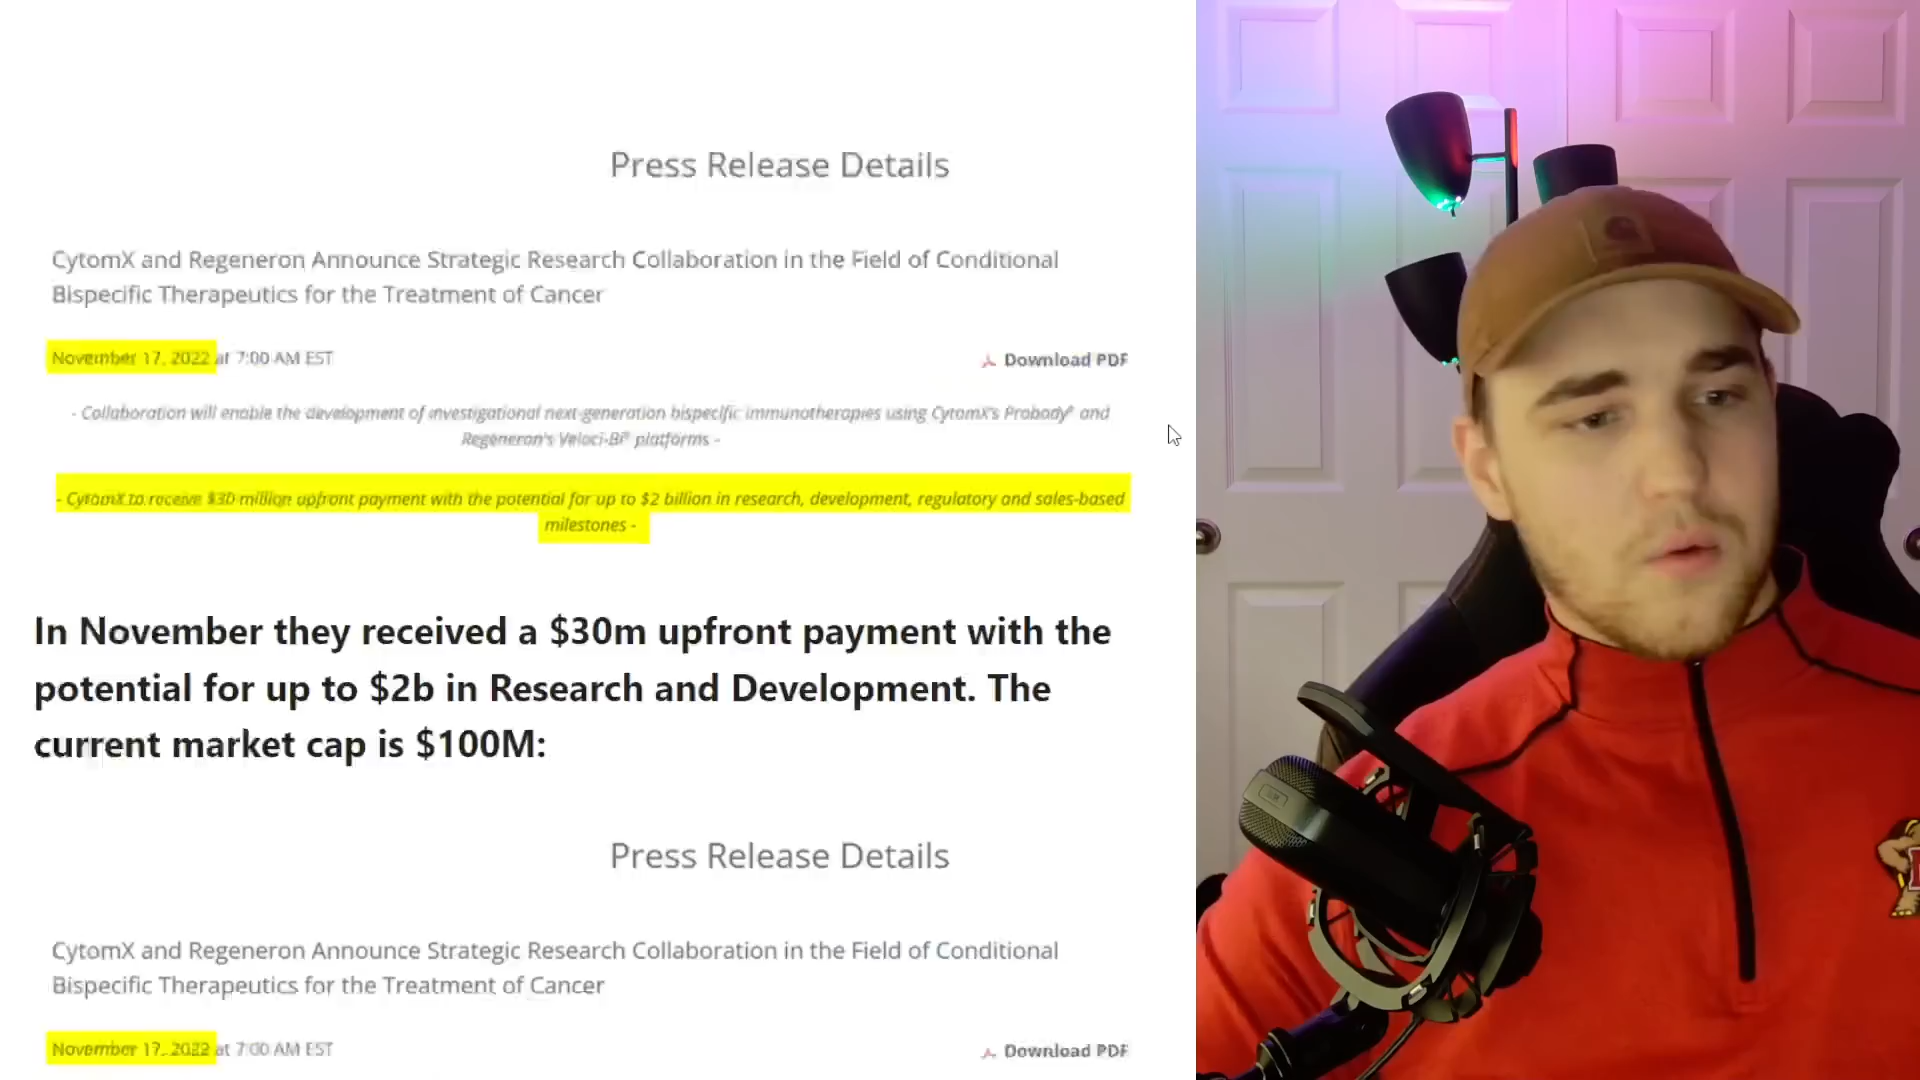 Press Release Details
CytomX and Regeneron Announce Strategic Research Collaboration in the Field of Conditional
Bispecific Therapeutics for the Treatment of Cancer
November 17, 2022 at 7:00 AM EST
Download PDF
- Collaboration will enable the development of investigational next-generation bispecific immunotherapies using CytomX's Probody® and
Regeneron's Veloci-Bi® platforms -
- CytomX to receive $30 million upfront payment with the potential for up to $2 billion in research, development, regulatory and sales-based
milestones -
In November they received a $30m upfront payment with the
potential for up to $2b in Research and Development. The
current market cap is $100M:
Press Release Details
CytomX and Regeneron Announce Strategic Research Collaboration in the Field of Conditional
Bispecific Therapeutics for the Treatment of Cancer
November 17, 2022 at 7:00 AM EST
Download PDF